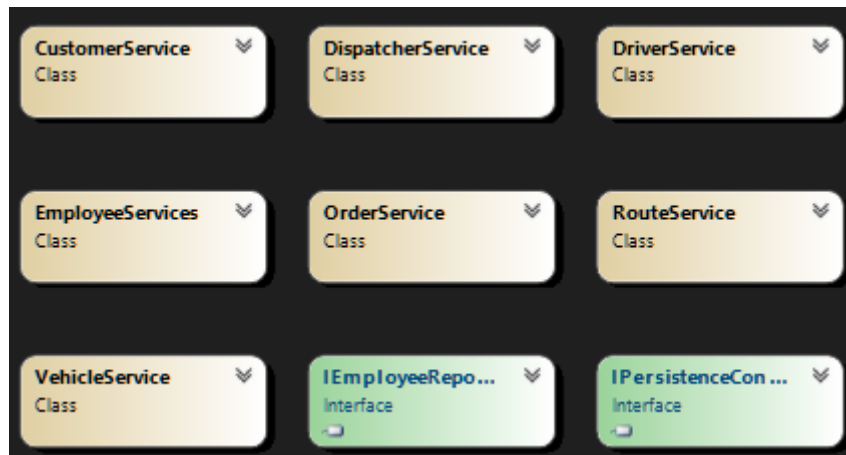 CustomerService
Class
DispatcherService
Class
DriverService
Class
EmployeeServices
Class
OrderService
Class
RouteService
Class
VehicleService
Class
IEmployeeRepo...
Interface
IPersistenceCon...
Interface